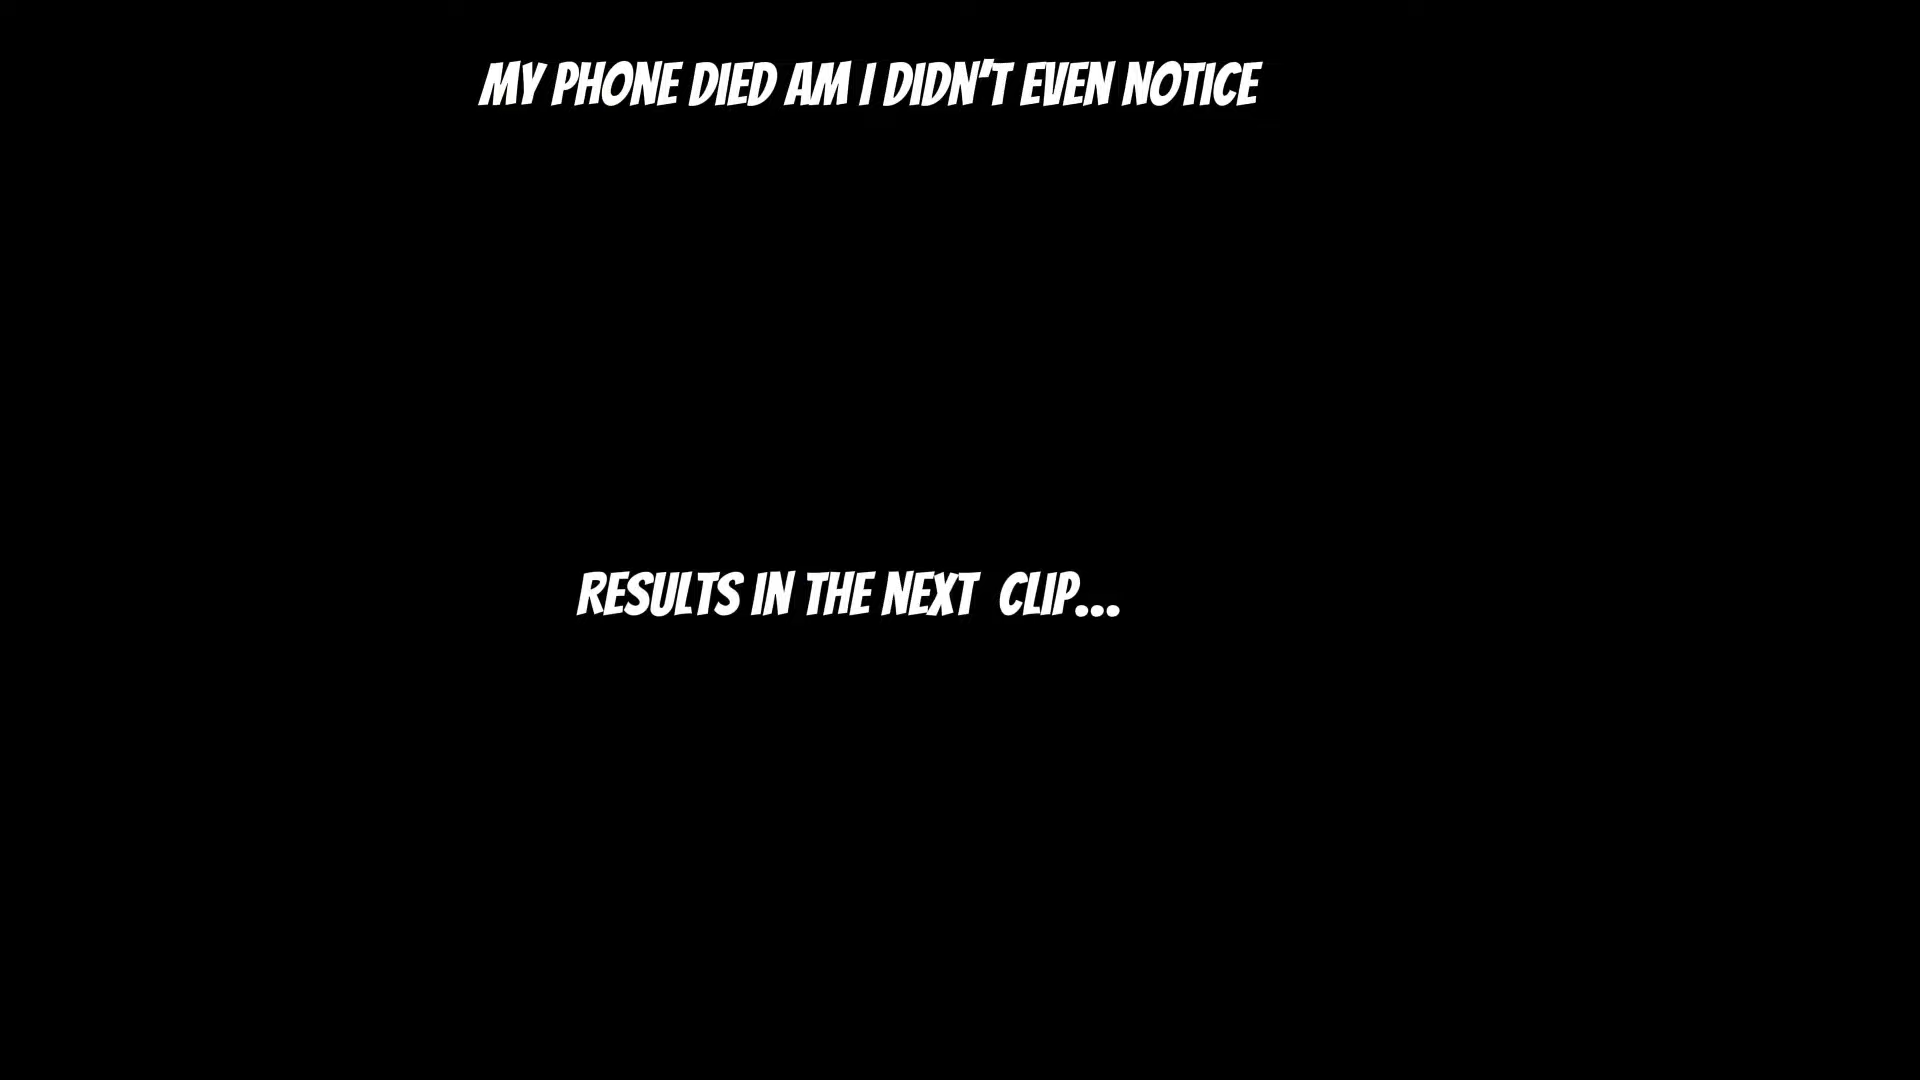 MY PHONE DIED AM I DIDN'T EVEN NOTICE
RESULTS IN THE NEXT CLIP...